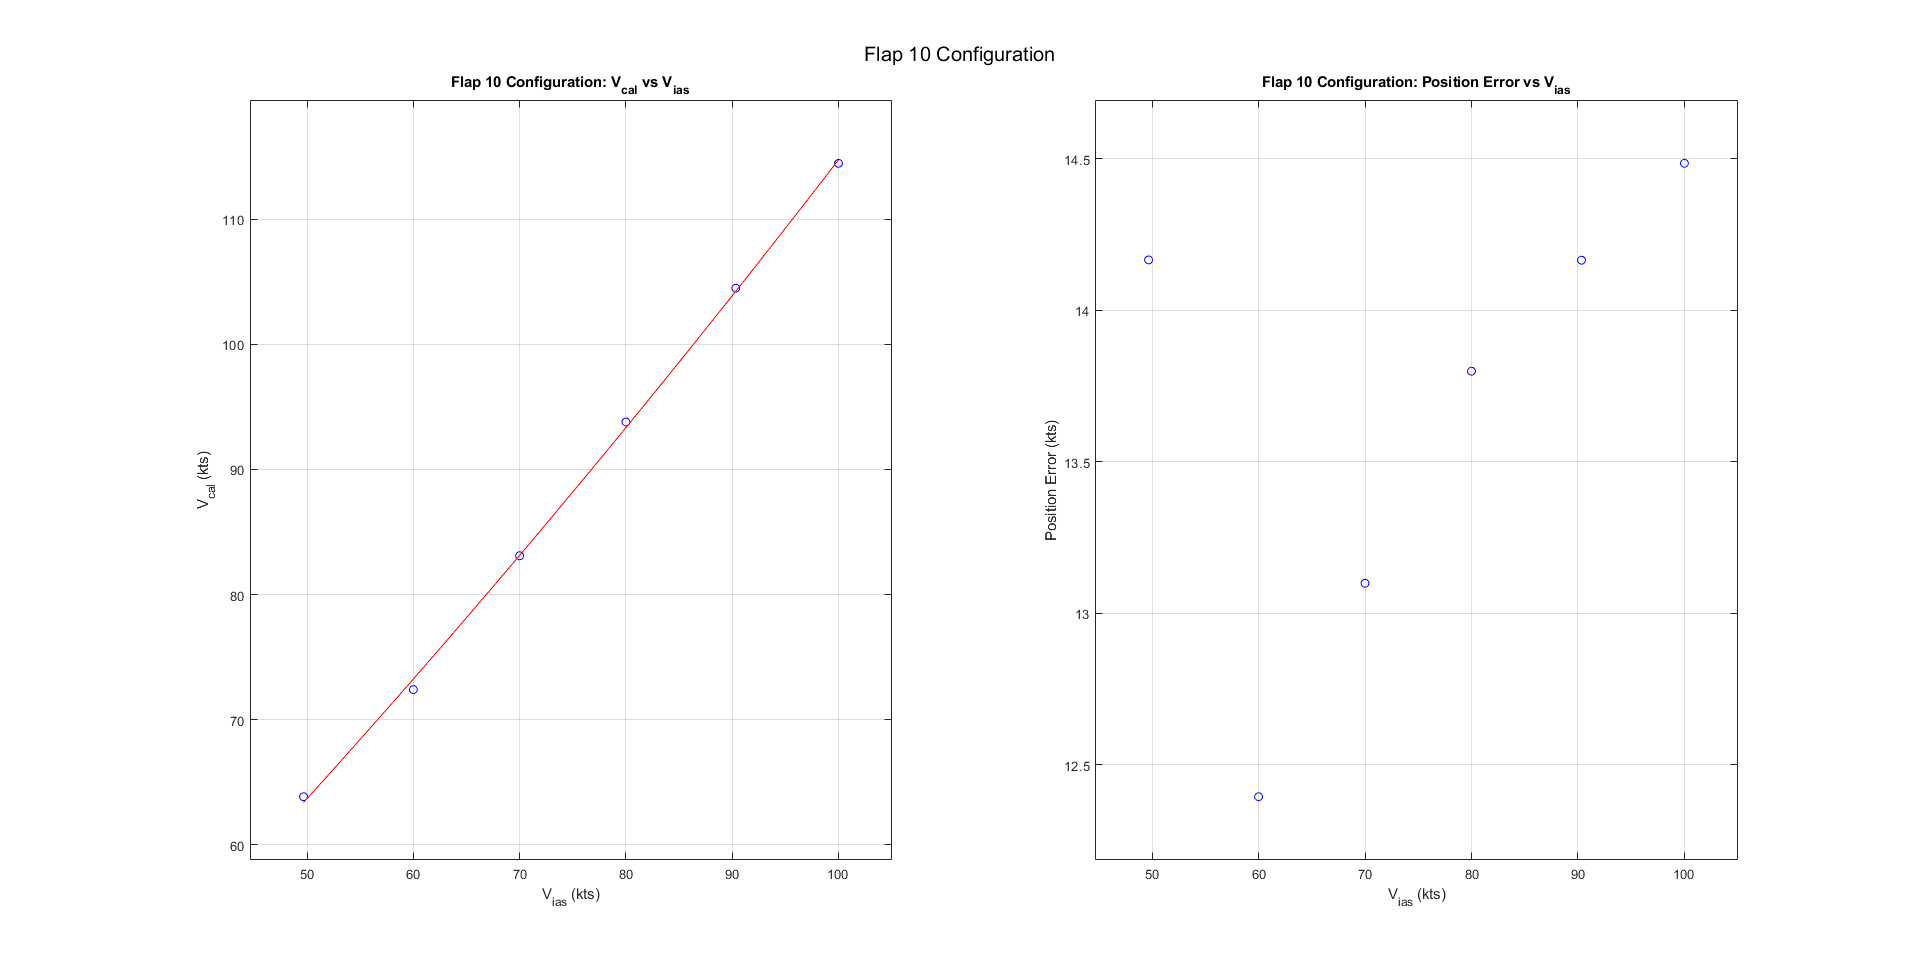 Flap 10 Configuration
Flap 10 Configuration: V_cal vs V_ias
110
100
90
80
70
60
V_cal (kts)
50 60 70 80 90 100
V_ias (kts)
Flap 10 Configuration: Position Error vs V_ias
14.5
14
13.5
13
12.5
Position Error (kts)
50 60 70 80 90 100
V_ias (kts)